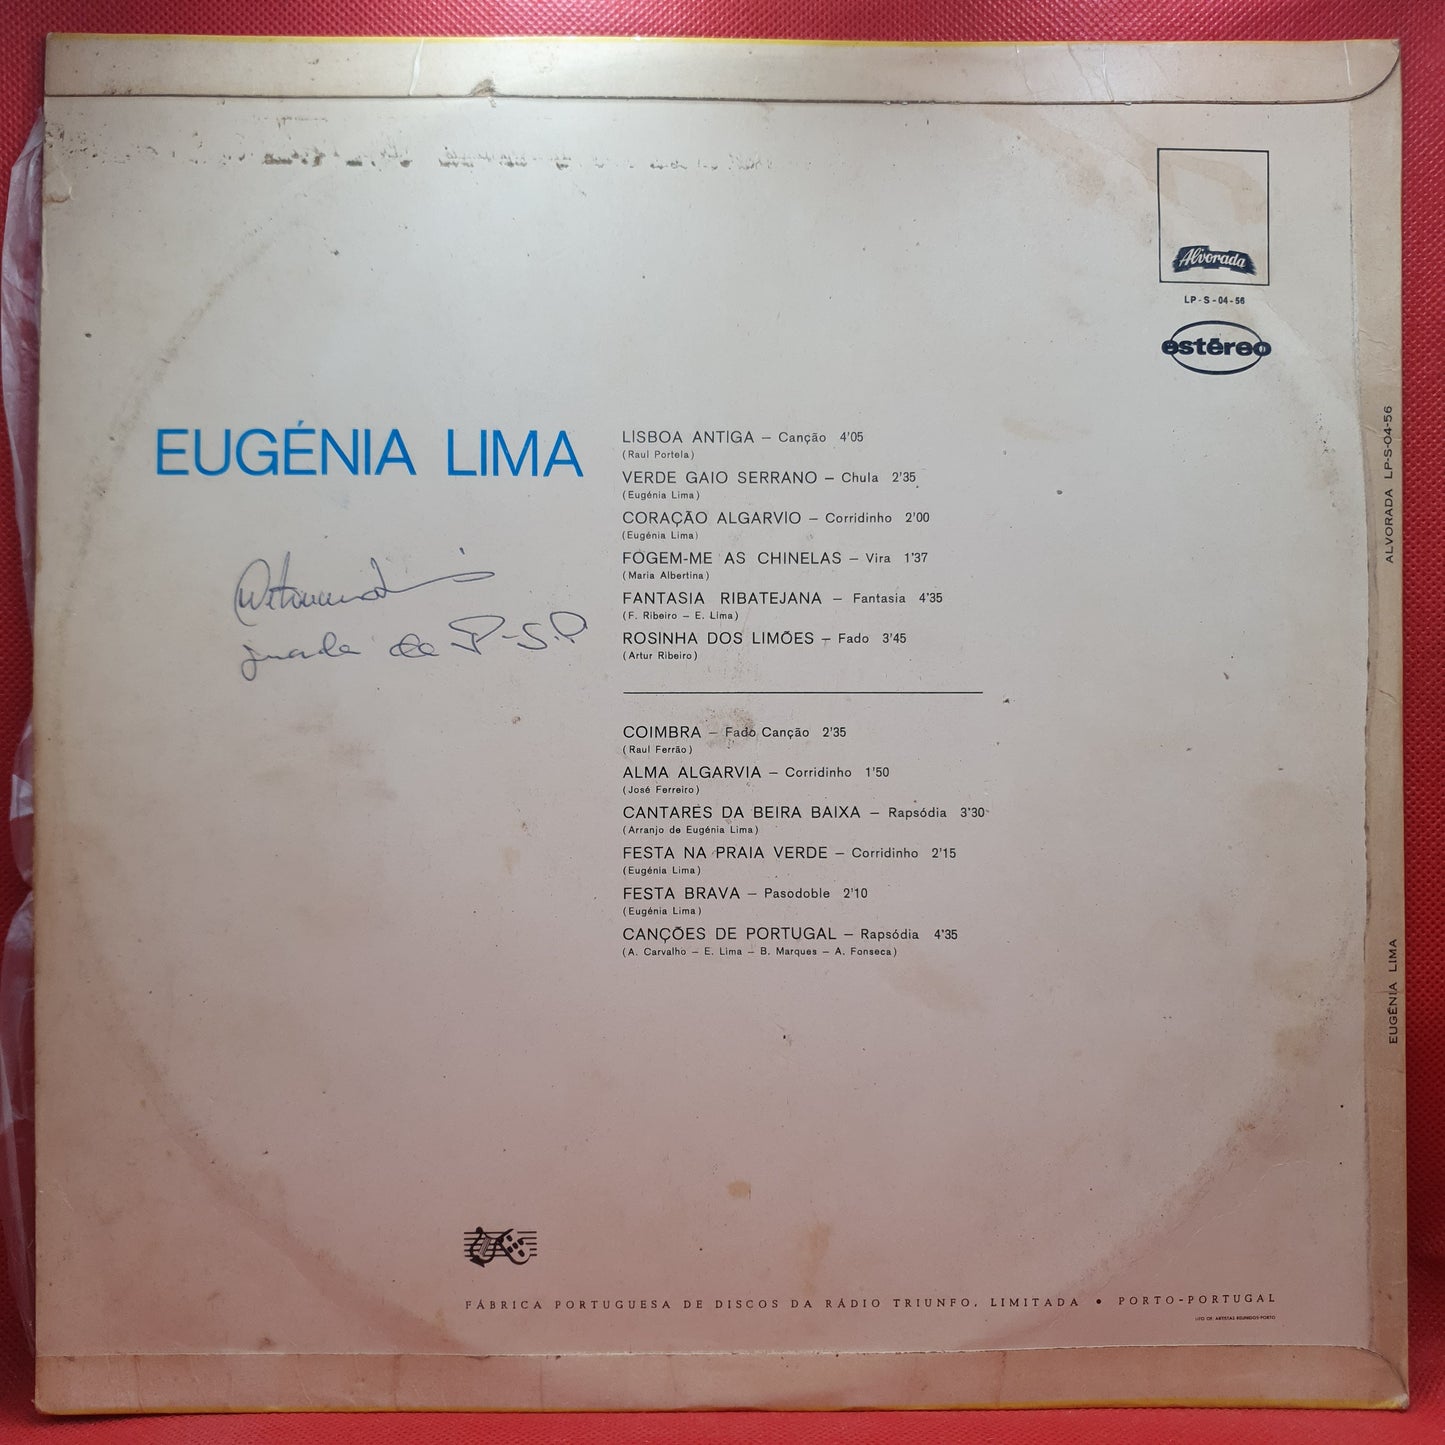 Alvorada
LP-S-04-56
estéreo
EUGÉNIA LIMA
LISBOA ANTIGA — Canção 4'05
(Raul Portela)
VERDE GAIO SERRANO — Chula 2'35
(Eugénia Lima)
CORAÇÃO ALGARVIO — Corridinho 2'00
(Eugénia Lima)
FOGEM-ME AS CHINELAS — Vira 1'37
(Maria Albertina)
FANTASIA RIBATEJANA — Fantasia 4'35
(F. Ribeiro — E. Lima)
ROSINHA DOS LIMÕES — Fado 3'45
(Artur Ribeiro)
COIMBRA — Fado Canção 2'35
(Raul Ferrão)
ALMA ALGARVIA — Corridinho 1'50
(José Ferreiro)
CANTARES DA BEIRA BAIXA — Rapsódia 3'30
(Arranjo de Eugénia Lima)
FESTA NA PRAIA VERDE — Corridinho 2'15
(Eugénia Lima)
FESTA BRAVA — Pasodoble 2'10
(Eugénia Lima)
CANÇÕES DE PORTUGAL — Rapsódia 4'35
(A. Carvalho — E. Lima — B. Marques — A. Fonseca)
da P-S.P
FÁBRICA PORTUGUESA DE DISCOS DA RÁDIO TRIUNFO, LIMITADA • PORTO-PORTUGAL
LITO OF. ARTISTAS REUNIDOS-PORTO
ALVORADA LP-S-04-56
EUGÉNIA LIMA